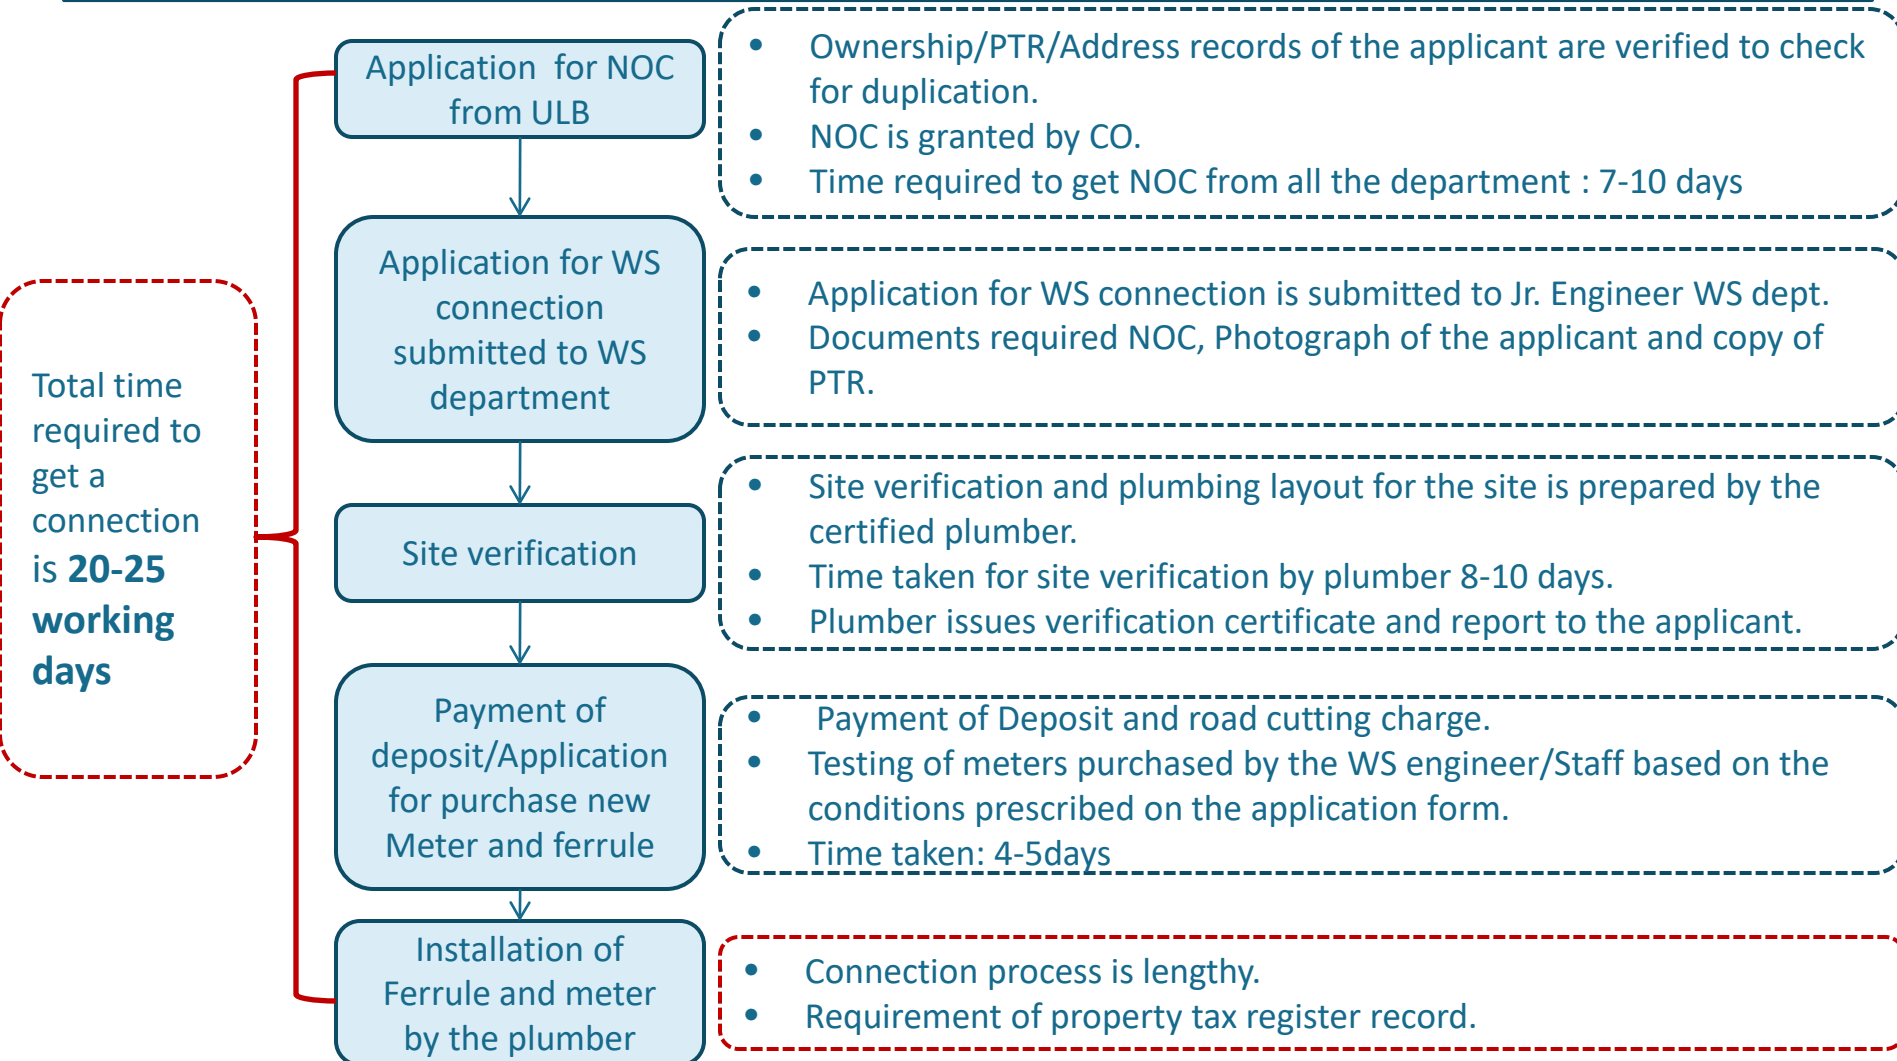 Application for NOC
from ULB
• Ownership/PTR/Address records of the applicant are verified to check
for duplication.
• NOC is granted by CO.
• Time required to get NOC from all the department : 7-10 days
Application for WS
connection
submitted to WS
department
• Application for WS connection is submitted to Jr. Engineer WS dept.
• Documents required NOC, Photograph of the applicant and copy of
PTR.
Total time
required to
get a
connection
is 20-25
working
days
Site verification
• Site verification and plumbing layout for the site is prepared by the
certified plumber.
• Time taken for site verification by plumber 8-10 days.
• Plumber issues verification certificate and report to the applicant.
Payment of
deposit/Application
for purchase new
Meter and ferrule
• Payment of Deposit and road cutting charge.
• Testing of meters purchased by the WS engineer/Staff based on the
conditions prescribed on the application form.
• Time taken: 4-5days
Installation of
Ferrule and meter
by the plumber
• Connection process is lengthy.
• Requirement of property tax register record.